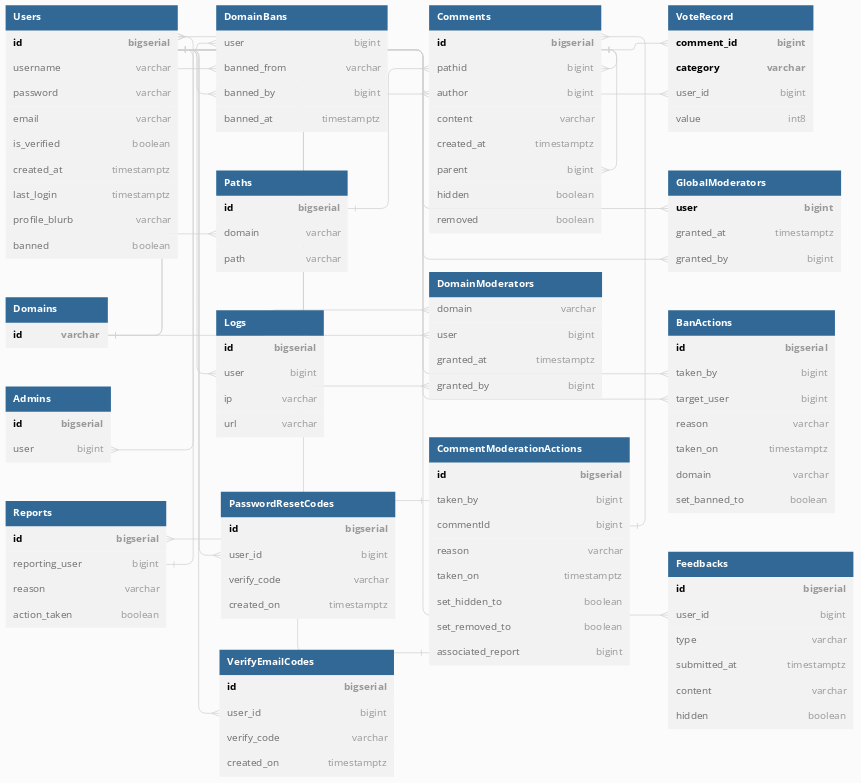 Users
id bigserial
username varchar
password varchar
email varchar
is_verified boolean
created_at timestamptz
last_login timestamptz
profile_blurb varchar
banned boolean
Domains
id varchar
Admins
id bigserial
user bigint
Reports
id bigserial
reporting_user bigint
reason varchar
action_taken boolean
DomainBans
user bigint
banned_from varchar
banned_by bigint
banned_at timestamptz
Paths
id bigserial
domain varchar
path varchar
Logs
id bigserial
user bigint
ip varchar
url varchar
PasswordResetCodes
id bigserial
user_id bigint
verify_code varchar
created_on timestamptz
VerifyEmailCodes
id bigserial
user_id bigint
verify_code varchar
created_on timestamptz
Comments
id bigserial
pathid bigint
author bigint
content varchar
created_at timestamptz
parent bigint
hidden boolean
removed boolean
DomainModerators
domain varchar
user bigint
granted_at timestamptz
granted_by bigint
CommentModerationActions
id bigserial
taken_by bigint
commentId bigint
reason varchar
taken_on timestamptz
set_hidden_to boolean
set_removed_to boolean
associated_report bigint
VoteRecord
comment_id bigint
category varchar
user_id bigint
value int8
GlobalModerators
user bigint
granted_at timestamptz
granted_by bigint
BanActions
id bigserial
taken_by bigint
target_user bigint
reason varchar
taken_on timestamptz
domain varchar
set_banned_to boolean
Feedbacks
id bigserial
user_id bigint
type varchar
submitted_at timestamptz
content varchar
hidden boolean